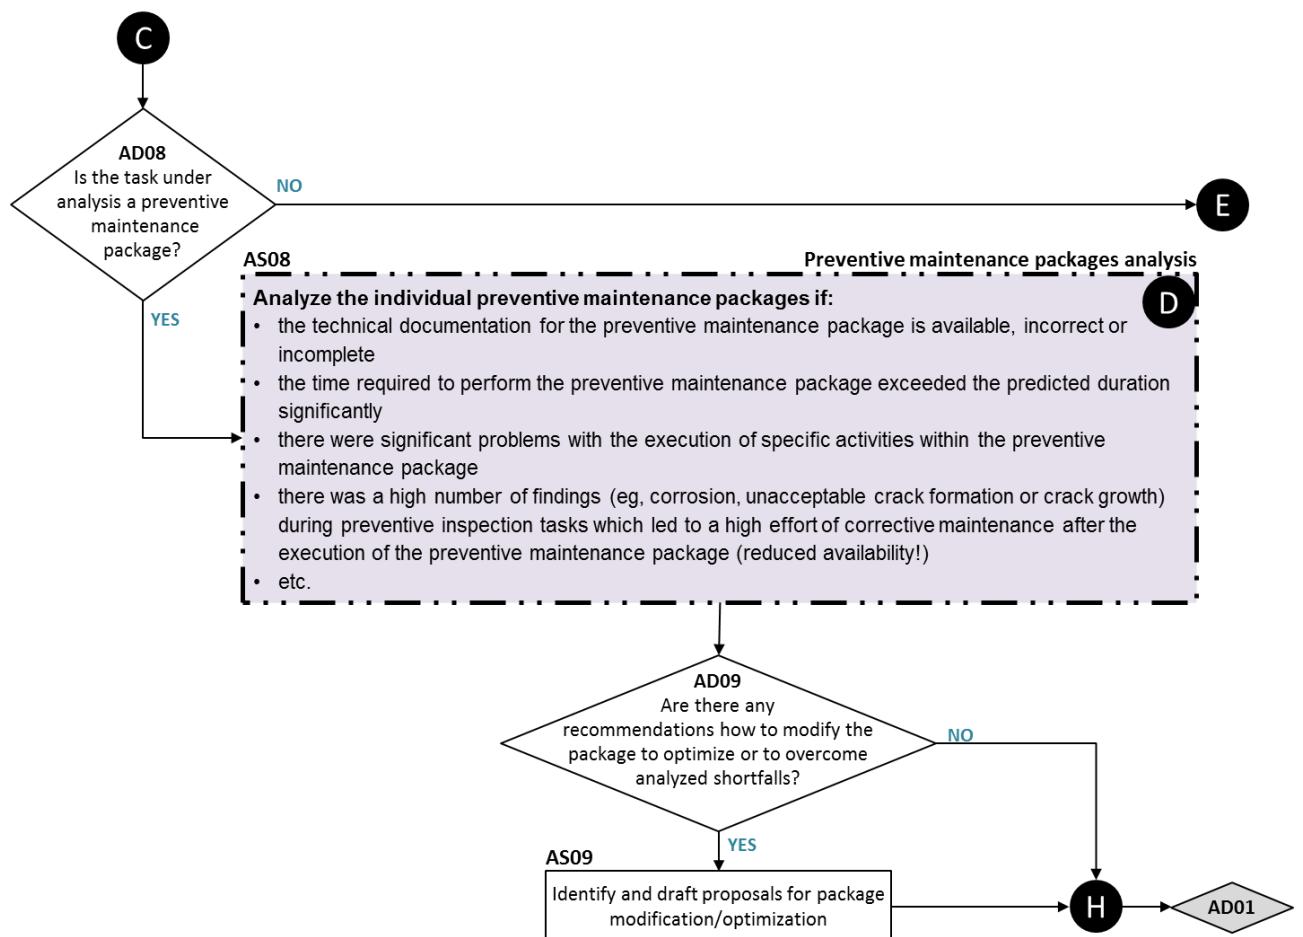 C
AD08
Is the task under
analysis a preventive
maintenance
package?
NO
E
YES
AS08
Preventive maintenance packages analysis
D
Analyze the individual preventive maintenance packages if:
• the technical documentation for the preventive maintenance package is available, incorrect or
incomplete
• the time required to perform the preventive maintenance package exceeded the predicted duration
significantly
• there were significant problems with the execution of specific activities within the preventive
maintenance package
• there was a high number of findings (eg, corrosion, unacceptable crack formation or crack growth)
during preventive inspection tasks which led to a high effort of corrective maintenance after the
execution of the preventive maintenance package (reduced availability!)
• etc.
AD09
Are there any
recommendations how to modify the
package to optimize or to overcome
analyzed shortfalls?
NO
YES
AS09
Identify and draft proposals for package
modification/optimization
H
AD01